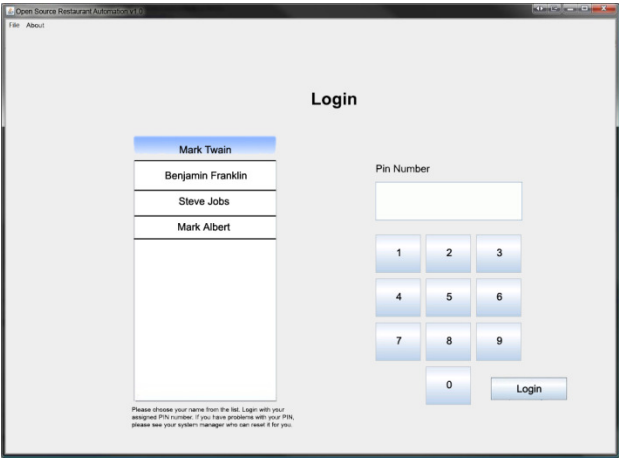 Open Source Restaurant Automation v1.0
File About
Login
Mark Twain
Benjamin Franklin
Steve Jobs
Mark Albert
Pin Number
1 2 3
4 5 6
7 8 9
0
Login
Please choose your name from the list. Login with your
assigned PIN number. If you have problems with your PIN,
please see your system manager who can reset it for you.